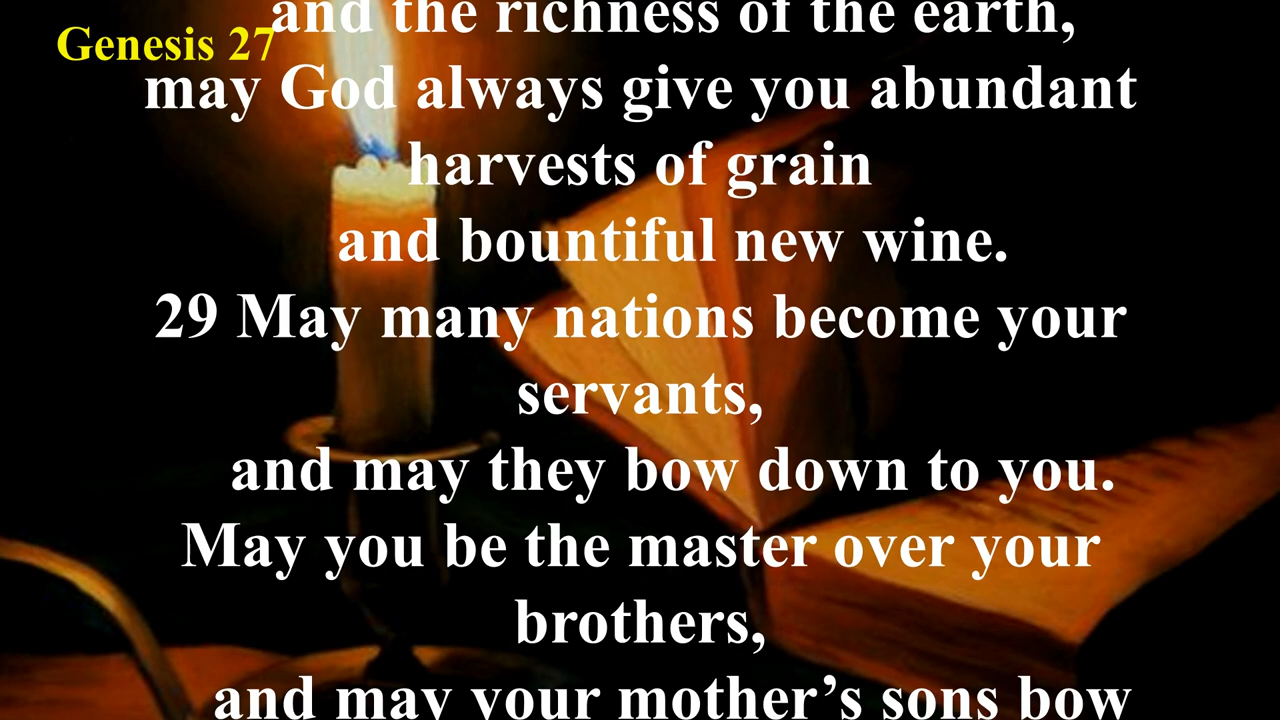 and the richness of the earth,
Genesis 27
may God always give you abundant
harvests of grain
and bountiful new wine.
29 May many nations become your
servants,
and may they bow down to you.
May you be the master over your
brothers,
and may your mother’s sons bow